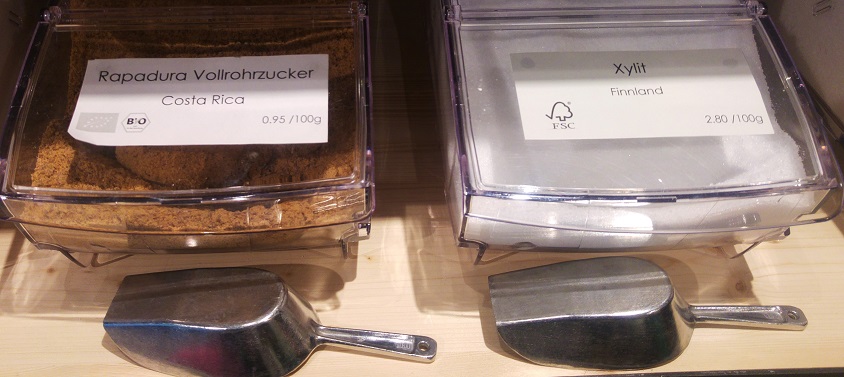 Rapadura Vollrohrzucker
Costa Rica
BIO
0.95 /100g
Xylit
Finnland
FSC
2.80 /100g